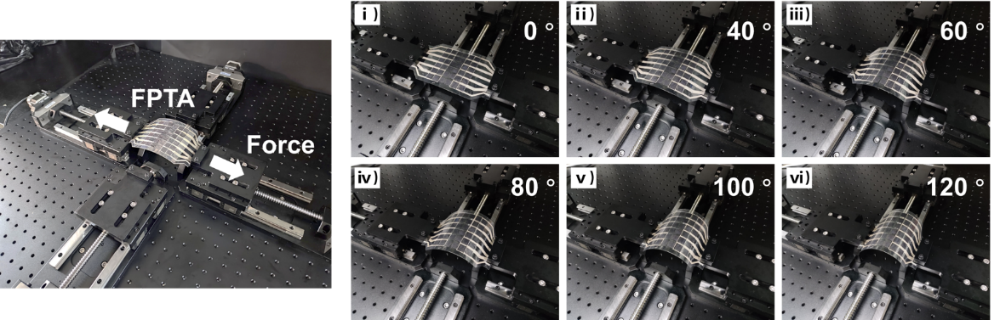 FPTA
Force
i)
0 °
ii)
40 °
iii)
60 °
iv)
80 °
v)
100 °
vi)
120 °